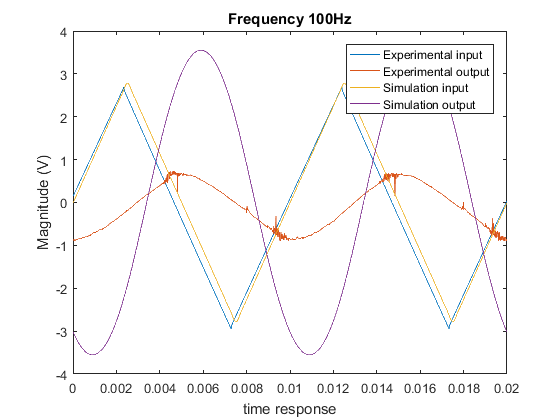 Frequency 100Hz
Experimental input
Experimental output
Simulation input
Simulation output
Magnitude (V)
4
3
2
1
0
-1
-2
-3
-4
0 0.002 0.004 0.006 0.008 0.01 0.012 0.014 0.016 0.018 0.02
time response